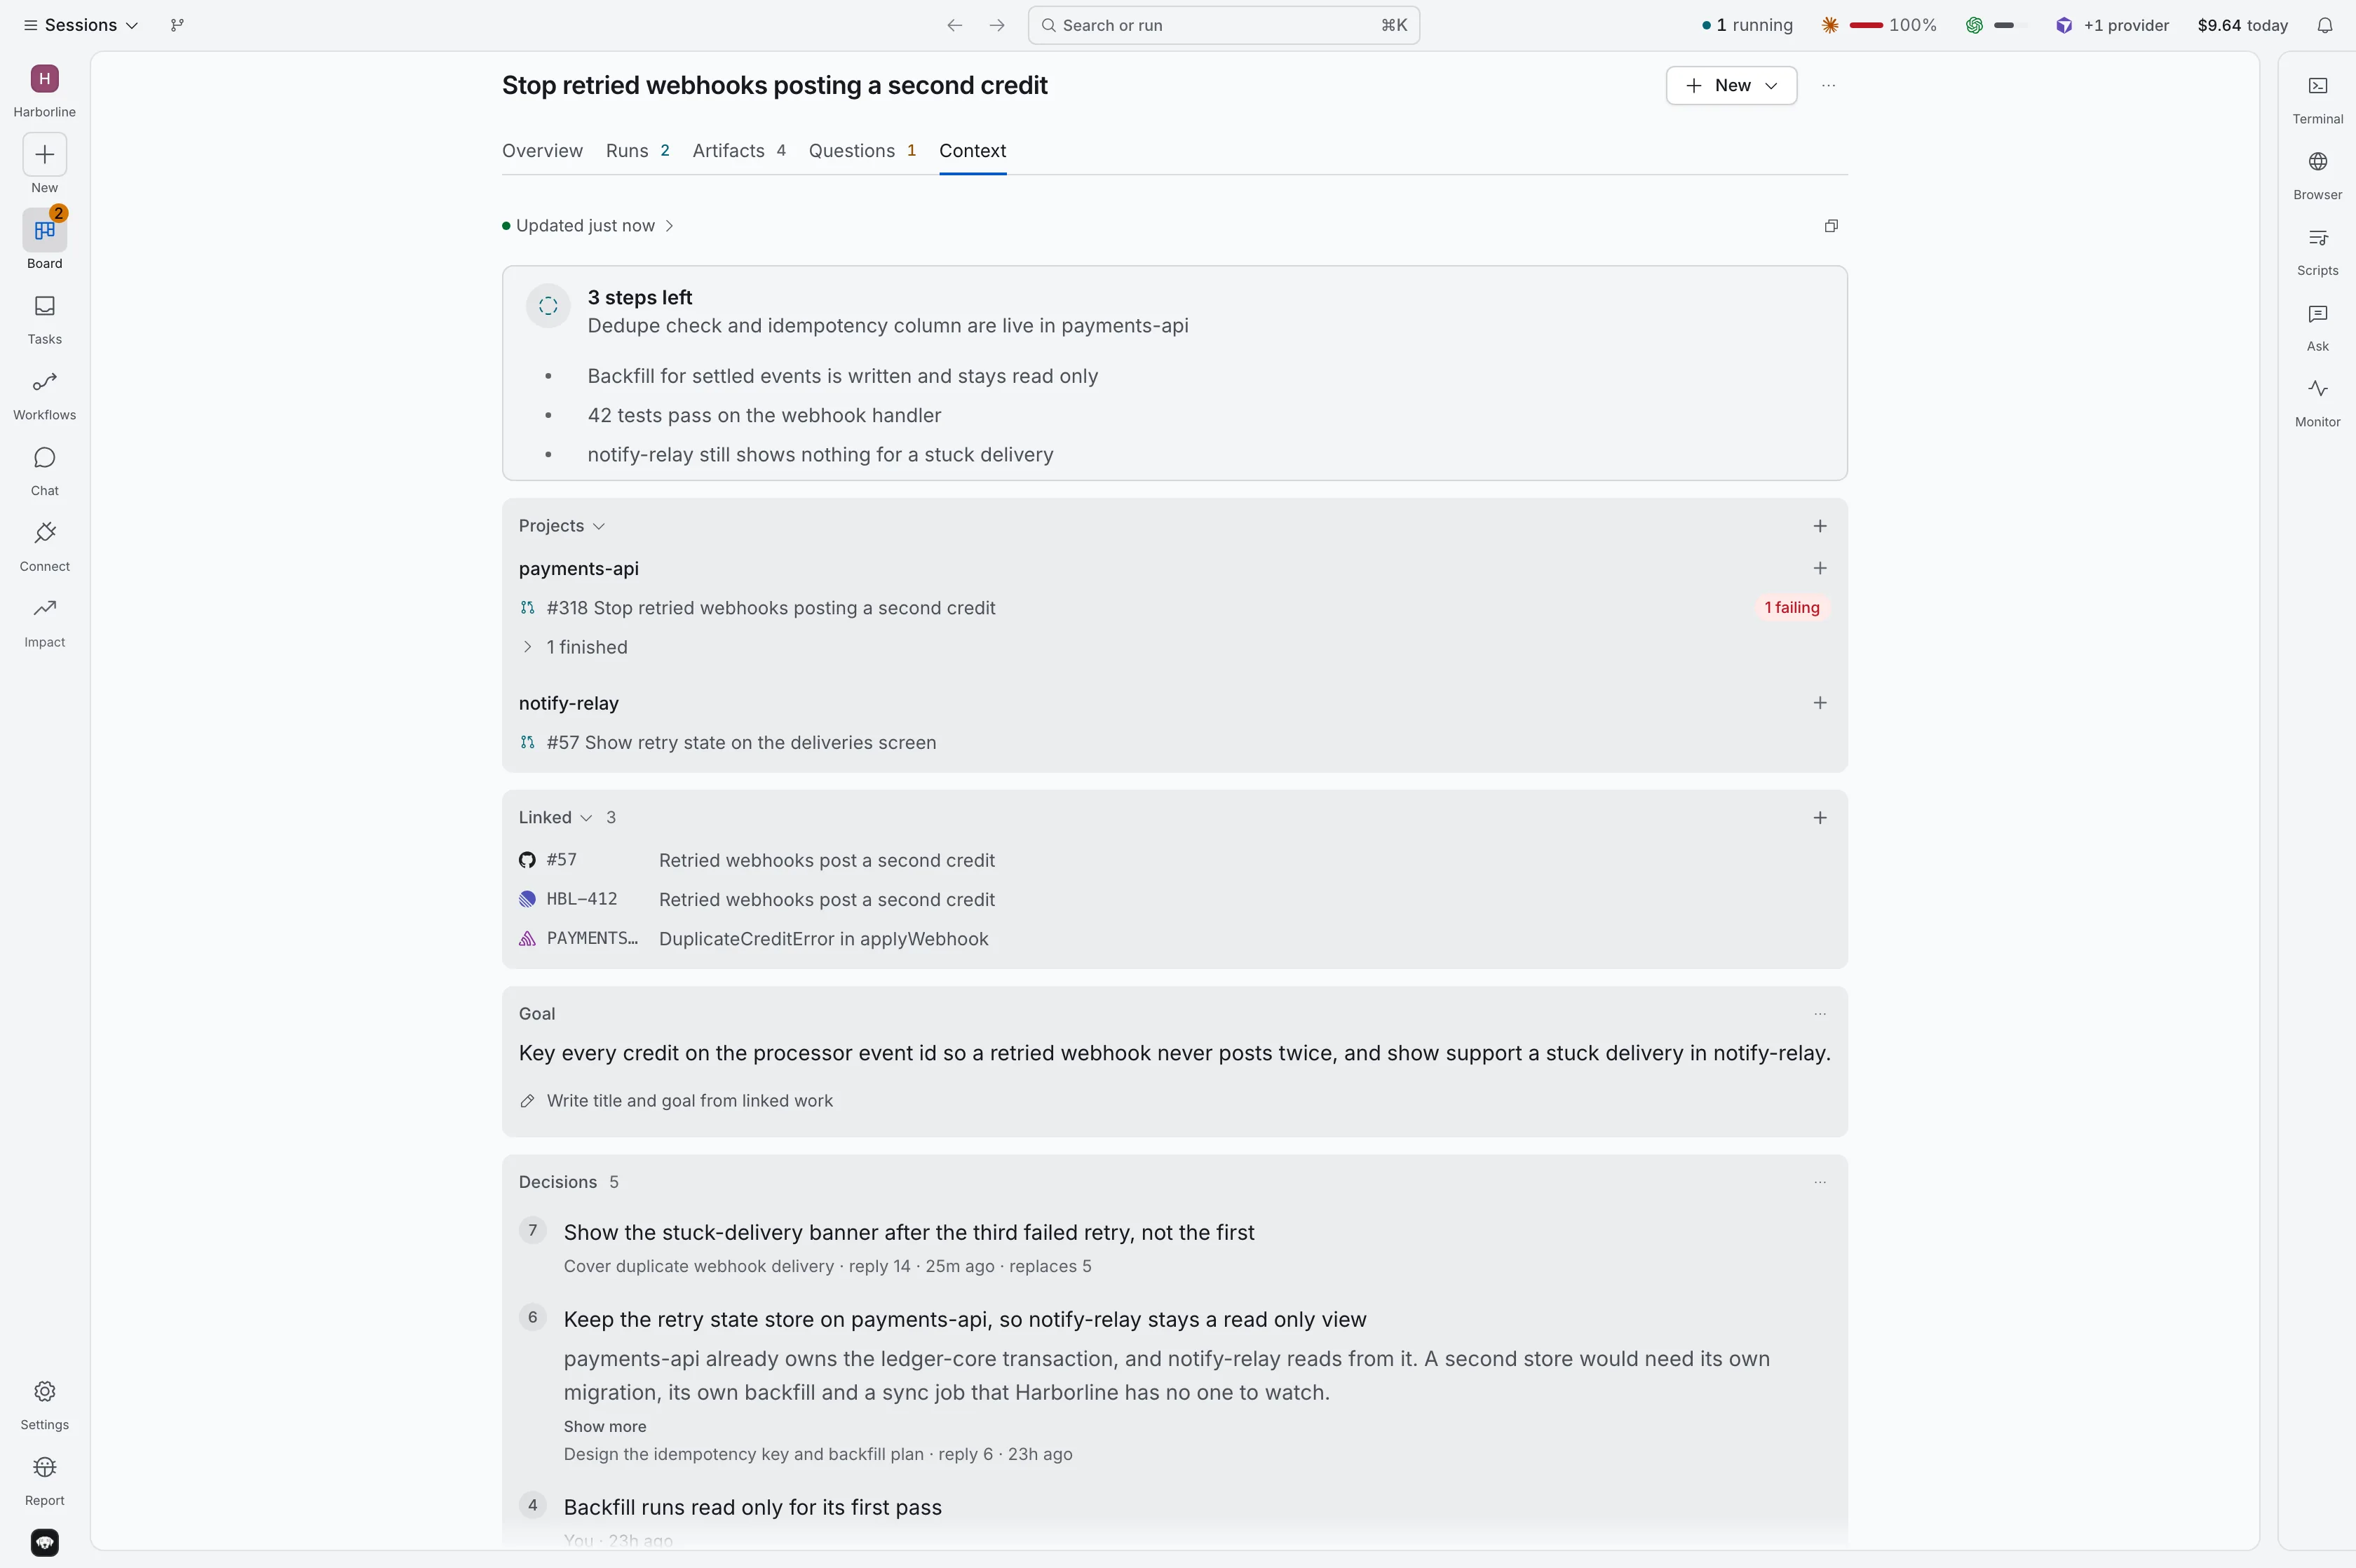 Sessions
Search or run
⌘K
1 running
100%
+1 provider
$9.64 today
H
Harborline
New
2
Board
Tasks
Workflows
Chat
Connect
Impact
Settings
Report
Stop retried webhooks posting a second credit
New
Overview
Runs 2
Artifacts 4
Questions 1
Context
Updated just now
3 steps left
Dedupe check and idempotency column are live in payments-api
• Backfill for settled events is written and stays read only
• 42 tests pass on the webhook handler
• notify-relay still shows nothing for a stuck delivery
Projects
payments-api
#318 Stop retried webhooks posting a second credit
1 failing
1 finished
notify-relay
#57 Show retry state on the deliveries screen
Linked 3
#57 Retried webhooks post a second credit
HBL-412 Retried webhooks post a second credit
PAYMENTS… DuplicateCreditError in applyWebhook
Goal
Key every credit on the processor event id so a retried webhook never posts twice, and show support a stuck delivery in notify-relay.
Write title and goal from linked work
Decisions 5
7 Show the stuck-delivery banner after the third failed retry, not the first
Cover duplicate webhook delivery · reply 14 · 25m ago · replaces 5
6 Keep the retry state store on payments-api, so notify-relay stays a read only view
payments-api already owns the ledger-core transaction, and notify-relay reads from it. A second store would need its own
migration, its own backfill and a sync job that Harborline has no one to watch.
Show more
Design the idempotency key and backfill plan · reply 6 · 23h ago
4 Backfill runs read only for its first pass
You · 23h ago
Terminal
Browser
Scripts
Ask
Monitor